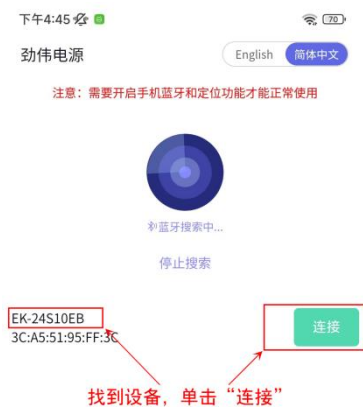 下午4:45
70
劲伟电源
English
简体中文
注意：需要开启手机蓝牙和定位功能才能正常使用
蓝牙搜索中...
停止搜索
EK-24S10EB
3C:A5:51:95:FF:3C
连接
找到设备，单击“连接”